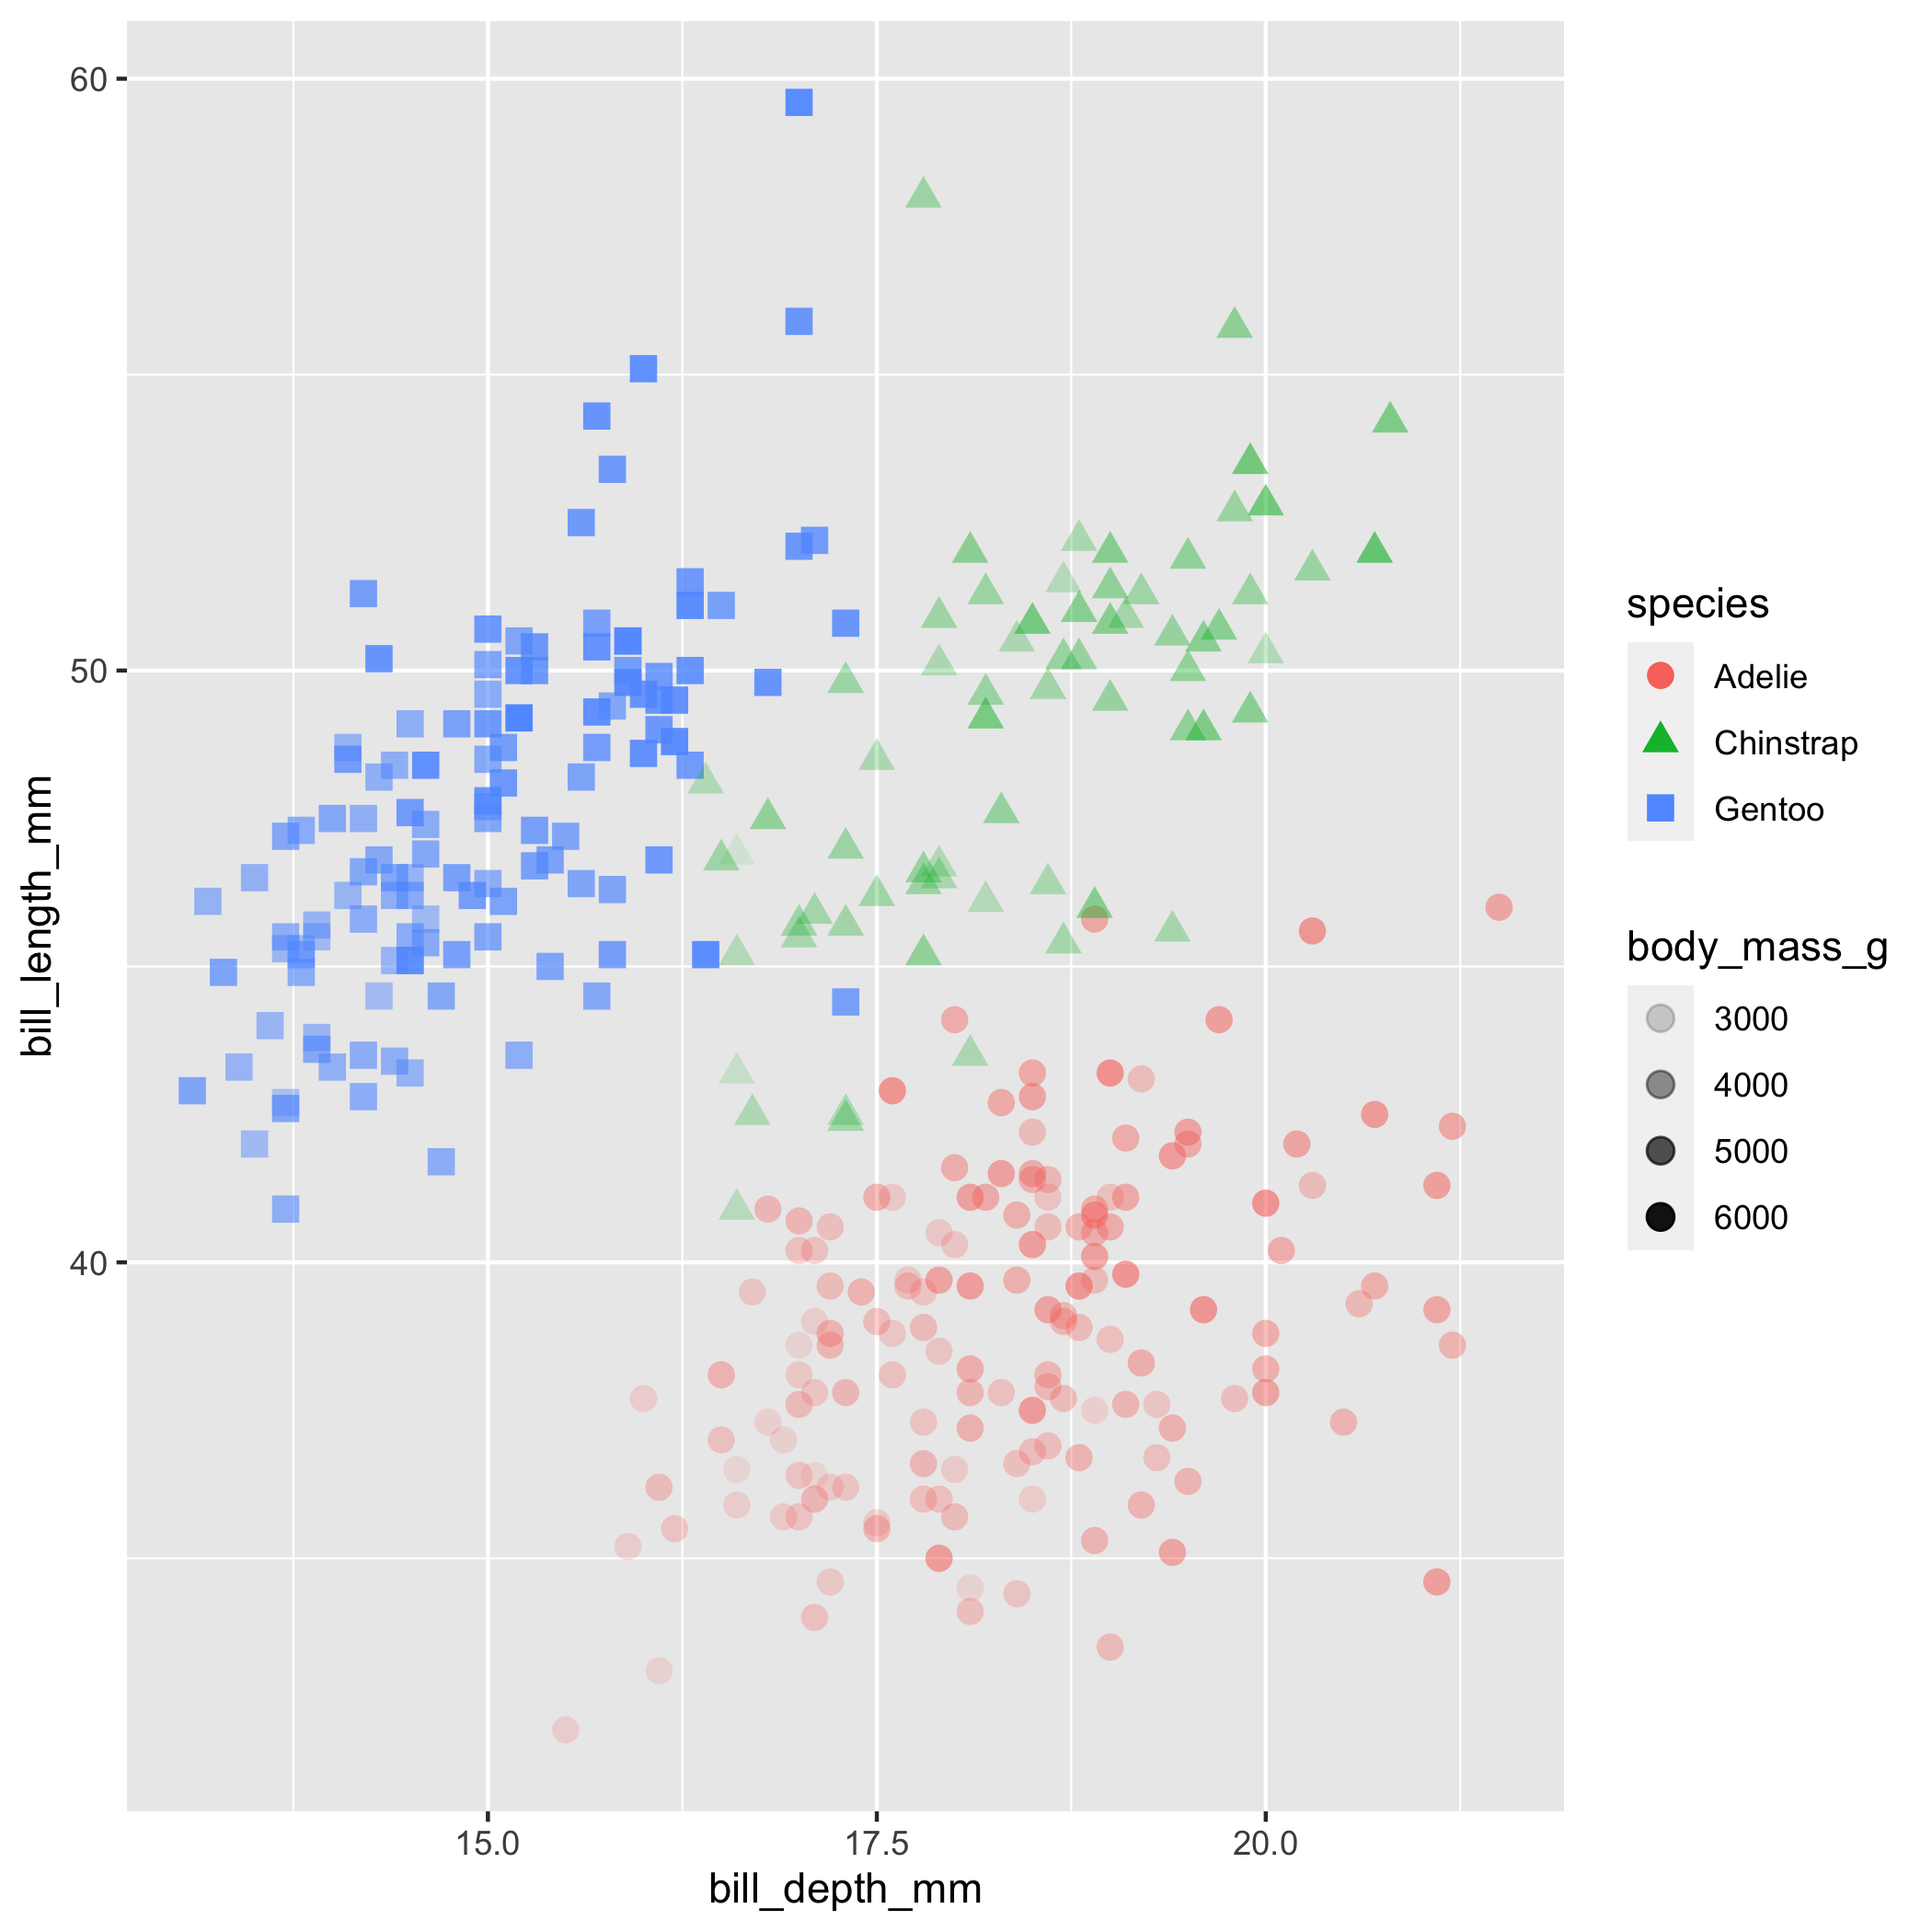 60
50
40
bill_length_mm
15.0
17.5
20.0
bill_depth_mm
species
Adelie
Chinstrap
Gentoo
body_mass_g
3000
4000
5000
6000